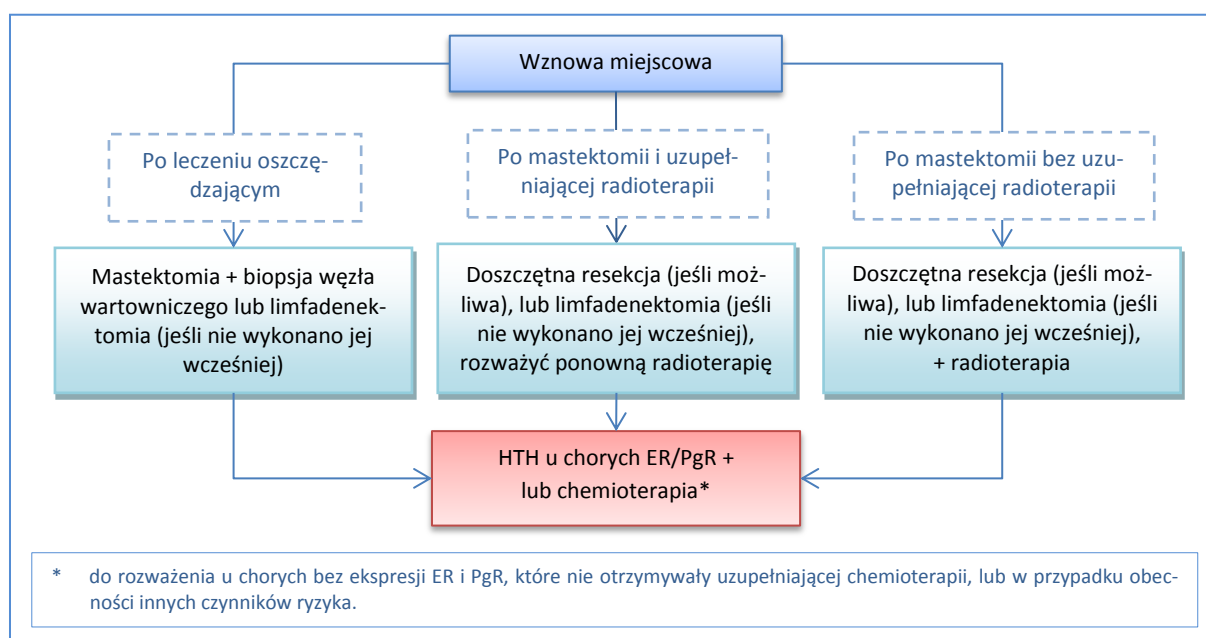 Wznowa miejscowa
Po leczeniu oszczę-
dzającym
Po mastektomii i uzupeł-
niającej radioterapii
Po mastektomii bez uzu-
pełniającej radioterapii
Mastektomia + biopsja węzła
wartowniczego lub limfadenek-
tomia (jeśli nie wykonano jej
wcześniej)
Doszczętna resekcja (jeśli moż-
liwa), lub limfadenektomia (jeśli
nie wykonano jej wcześniej),
rozważyć ponowną radioterapię
Doszczętna resekcja (jeśli moż-
liwa), lub limfadenektomia (jeśli
nie wykonano jej wcześniej),
+ radioterapia
HTH u chorych ER/PgR +
lub chemioterapia*
* do rozważenia u chorych bez ekspresji ER i PgR, które nie otrzymywały uzupełniającej chemioterapii, lub w przypadku obec-
ności innych czynników ryzyka.